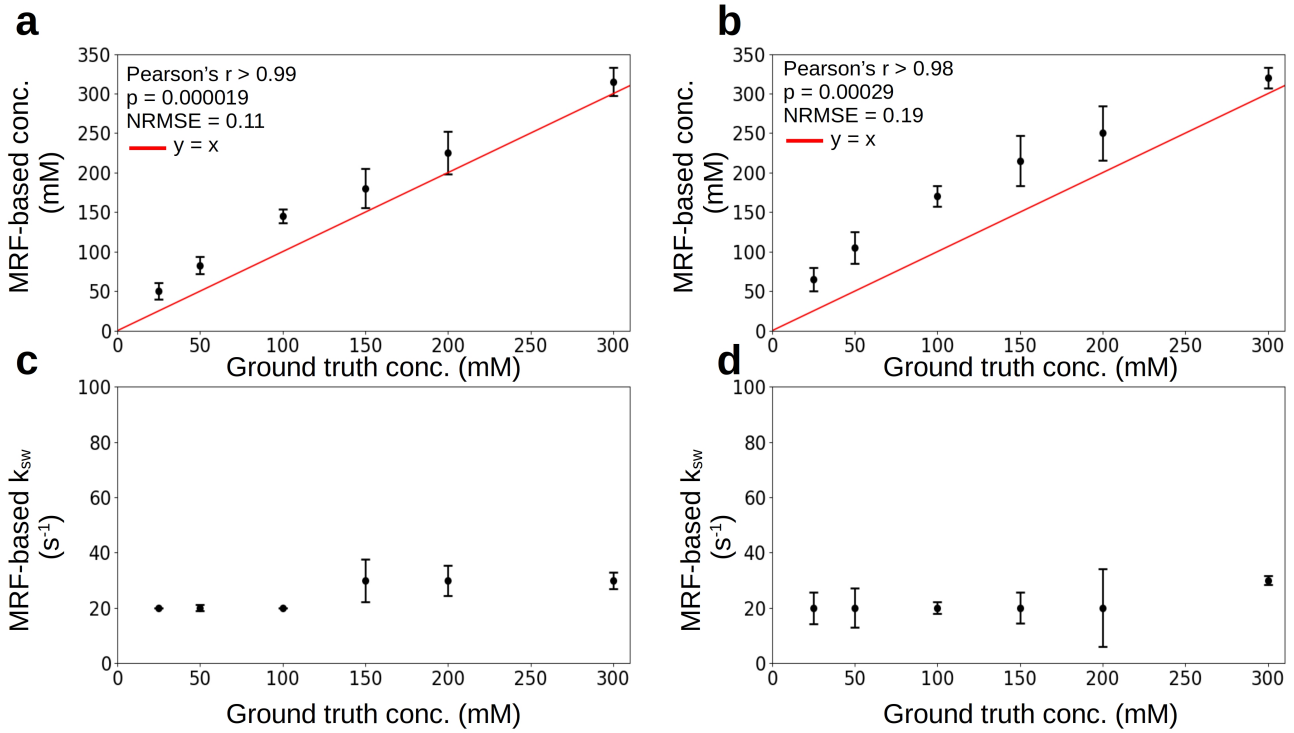 a
Pearson's r > 0.99
p = 0.000019
NRMSE = 0.11
y = x
MRF-based conc.
(mM)
350
300
250
200
150
100
50
0
0 50 100 150 200 250 300
Ground truth conc. (mM)
b
Pearson's r > 0.98
p = 0.00029
NRMSE = 0.19
y = x
MRF-based conc.
(mM)
350
300
250
200
150
100
50
0
0 50 100 150 200 250 300
Ground truth conc. (mM)
c
MRF-based ksw
(s-1)
100
80
60
40
20
0
0 50 100 150 200 250 300
Ground truth conc. (mM)
d
MRF-based ksw
(s-1)
100
80
60
40
20
0
0 50 100 150 200 250 300
Ground truth conc. (mM)